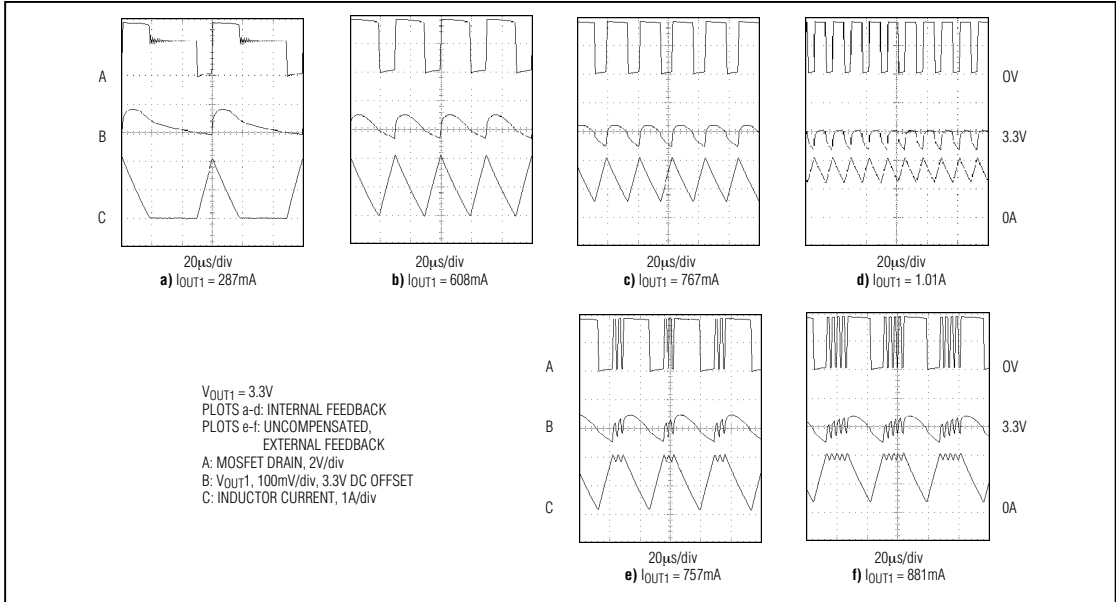 A
B
C
20µs/div
a) IOUT1 = 287mA
20µs/div
b) IOUT1 = 608mA
20µs/div
c) IOUT1 = 767mA
0V
3.3V
0A
20µs/div
d) IOUT1 = 1.01A
VOUT1 = 3.3V
PLOTS a-d: INTERNAL FEEDBACK
PLOTS e-f: UNCOMPENSATED,
EXTERNAL FEEDBACK
A: MOSFET DRAIN, 2V/div
B: VOUT1, 100mV/div, 3.3V DC OFFSET
C: INDUCTOR CURRENT, 1A/div
A
B
C
20µs/div
e) IOUT1 = 757mA
0V
3.3V
0A
20µs/div
f) IOUT1 = 881mA